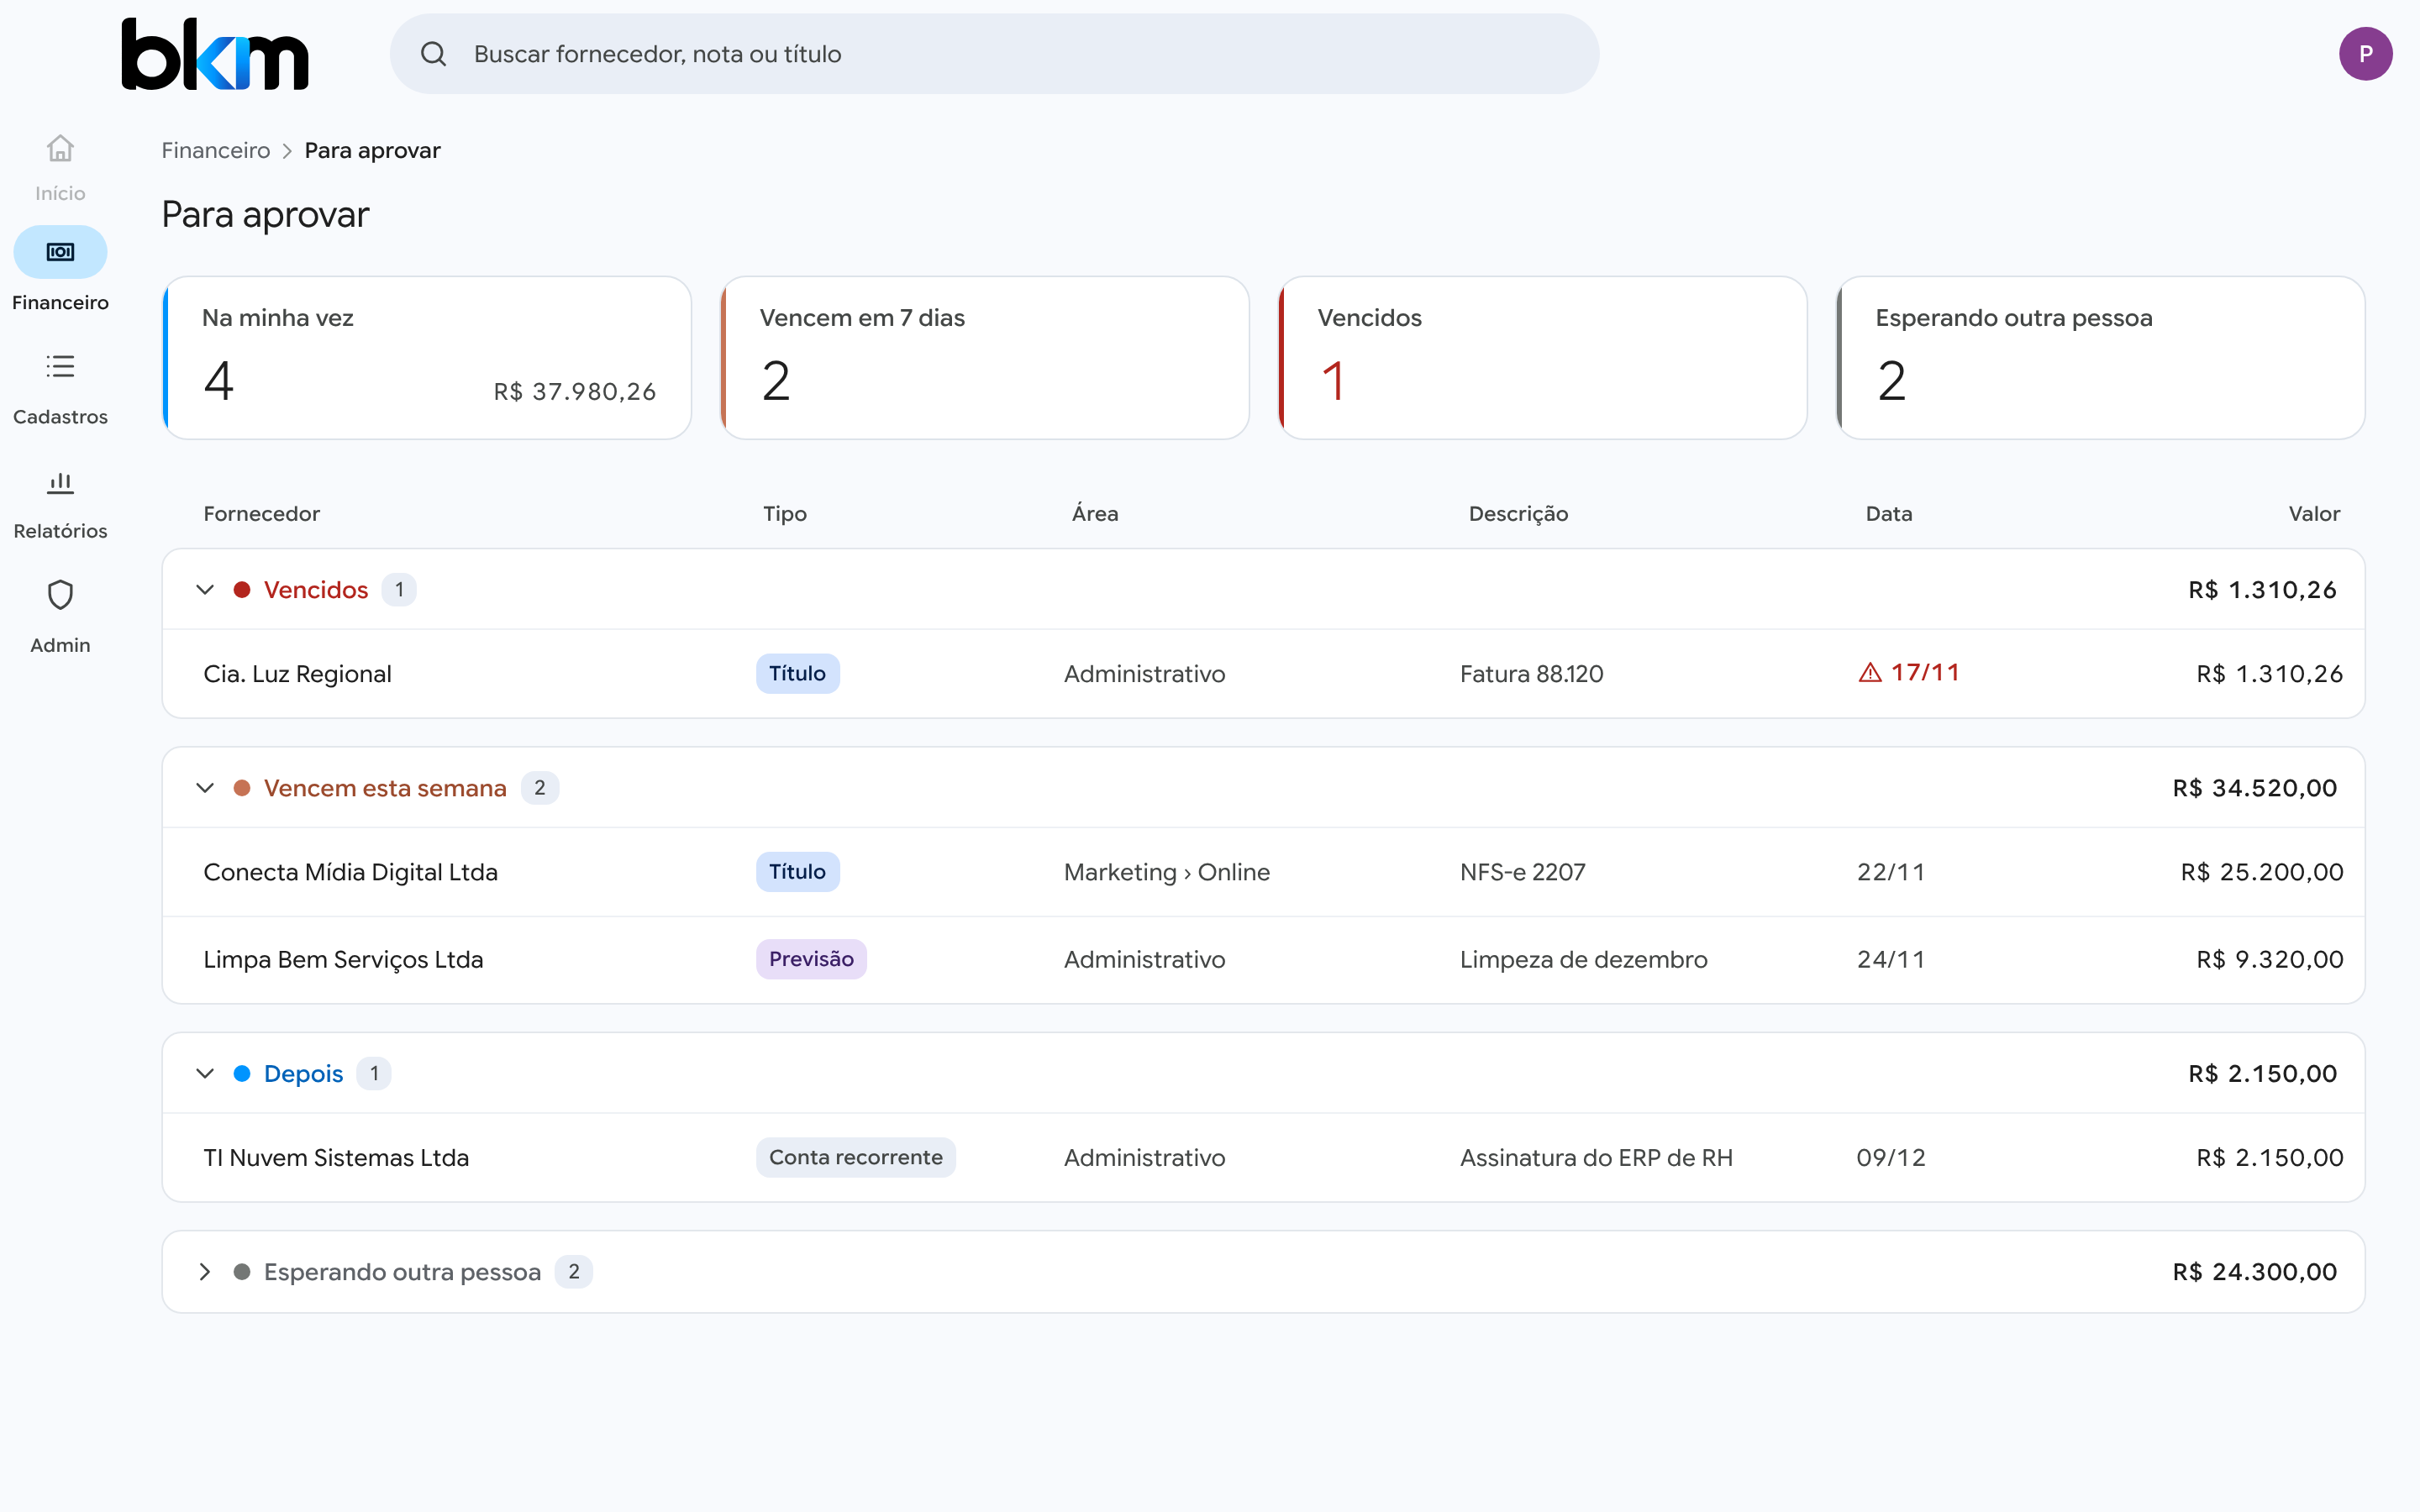 bkm
Buscar fornecedor, nota ou título
P
Início
Financeiro
Cadastros
Relatórios
Admin
Financeiro > Para aprovar
Para aprovar
Na minha vez
4 R$ 37.980,26
Vencem em 7 dias
2
Vencidos
1
Esperando outra pessoa
2
Fornecedor Tipo Área Descrição Data Valor
Vencidos 1 R$ 1.310,26
Cia. Luz Regional Título Administrativo Fatura 88.120 17/11 R$ 1.310,26
Vencem esta semana 2 R$ 34.520,00
Conecta Mídia Digital Ltda Título Marketing › Online NFS-e 2207 22/11 R$ 25.200,00
Limpa Bem Serviços Ltda Previsão Administrativo Limpeza de dezembro 24/11 R$ 9.320,00
Depois 1 R$ 2.150,00
TI Nuvem Sistemas Ltda Conta recorrente Administrativo Assinatura do ERP de RH 09/12 R$ 2.150,00
Esperando outra pessoa 2 R$ 24.300,00